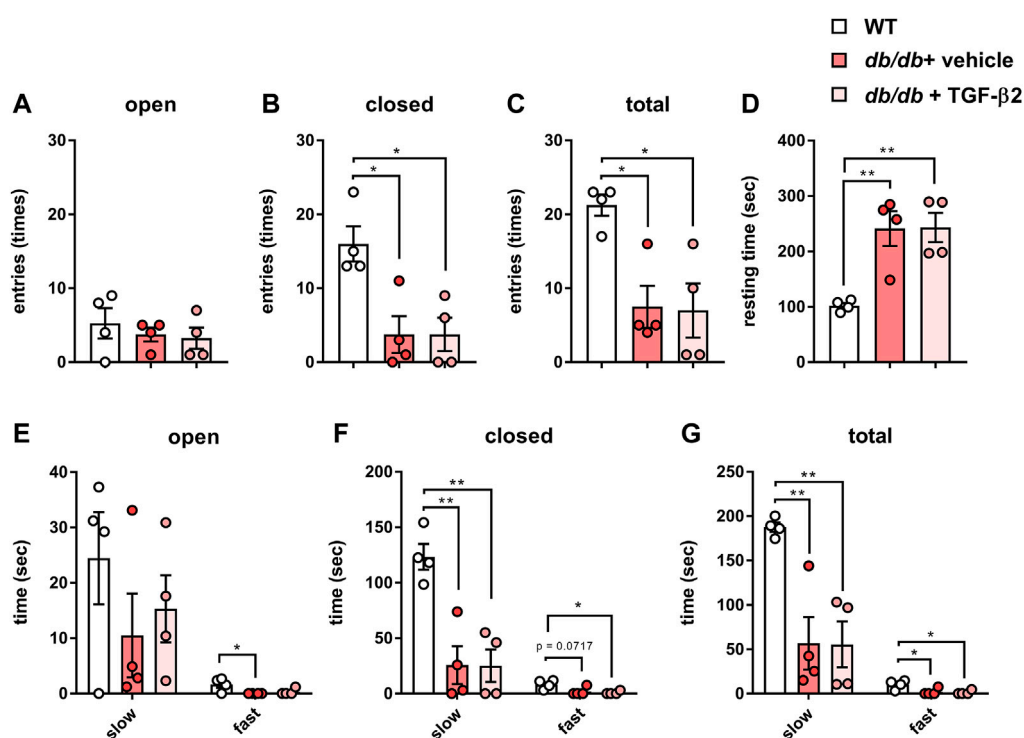 WT
db/db+ vehicle
db/db + TGF-β2
A open
entries (times)
30
20
10
0
B closed
entries (times)
30
20
10
0
*
*
C total
entries (times)
30
20
10
0
*
*
D
resting time (sec)
400
300
200
100
0
**
**
E open
time (sec)
40
30
20
10
0
*
slow fast
F closed
time (sec)
200
150
100
50
0
**
**
*
p = 0.0717
slow fast
G total
time (sec)
250
200
150
100
50
0
**
**
*
*
slow fast